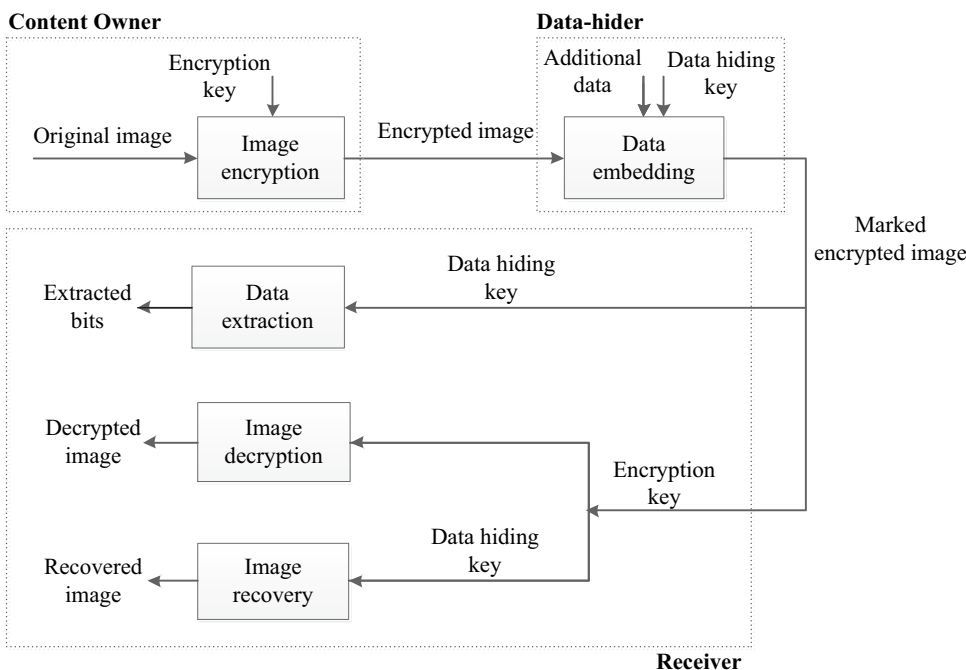 Content Owner
Data-hider
Encryption
key
Additional
data
Data hiding
key
Original image
Image
encryption
Encrypted image
Data
embedding
Marked
encrypted image
Data hiding
key
Extracted
bits
Data
extraction
Decrypted
image
Image
decryption
Encryption
key
Data hiding
key
Recovered
image
Image
recovery
Receiver